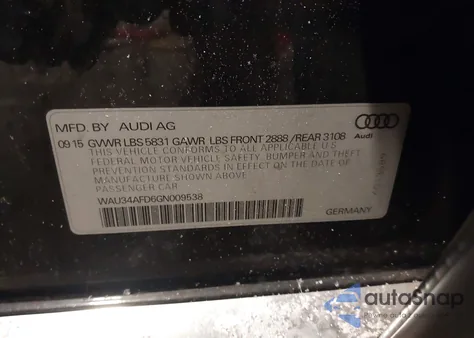 MFD. BY AUDI AG
09 15 GVWR LBS 5831 GAWR LBS FRONT 2888 /REAR 3108
THIS VEHICLE CONFORMS TO ALL APPLICABLE U.S.
FEDERAL MOTOR VEHICLE SAFETY, BUMPER AND THEFT
PREVENTION STANDARDS IN EFFECT ON THE DATE OF
MANUFACTURE SHOWN ABOVE
PASSENGER CAR
WAU34AFD6GN009538
Audi
GERMANY
autoSnap